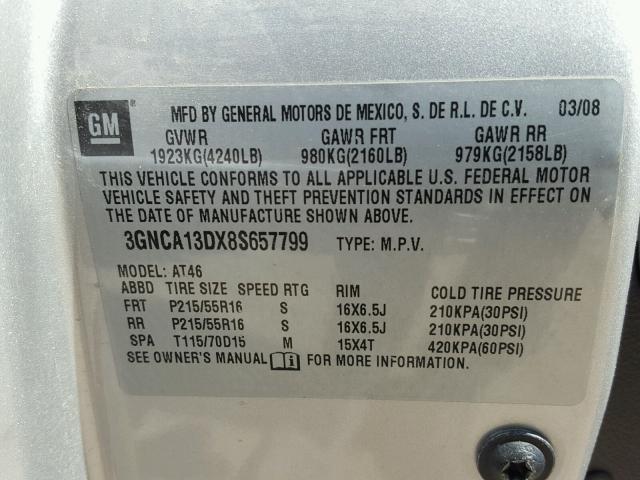 GM MFD BY GENERAL MOTORS DE MEXICO, S. DE R.L. DE C.V. 03/08
GVWR GAWR FRT GAWR RR
1923KG(4240LB) 980KG(2160LB) 979KG(2158LB)
THIS VEHICLE CONFORMS TO ALL APPLICABLE U.S. FEDERAL MOTOR
VEHICLE SAFETY AND THEFT PREVENTION STANDARDS IN EFFECT ON
THE DATE OF MANUFACTURE SHOWN ABOVE.
3GNCA13DX8S657799 TYPE: M.P.V.
MODEL: AT46
ABBD TIRE SIZE SPEED RTG RIM COLD TIRE PRESSURE
FRT P215/55R16 S 16X6.5J 210KPA(30PSI)
RR P215/55R16 S 16X6.5J 210KPA(30PSI)
SPA T115/70D15 M 15X4T 420KPA(60PSI)
SEE OWNER'S MANUAL FOR MORE INFORMATION.